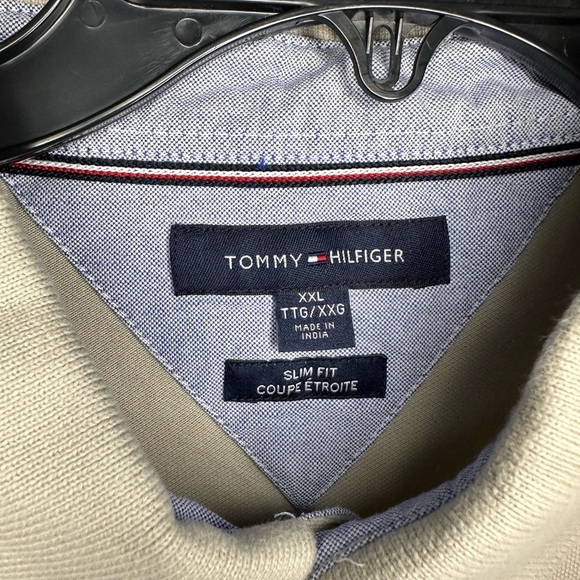 TOMMY HILFIGER
XXL
TTG/XXG
MADE IN
INDIA
SLIM FIT
COUPE ÉTROITE